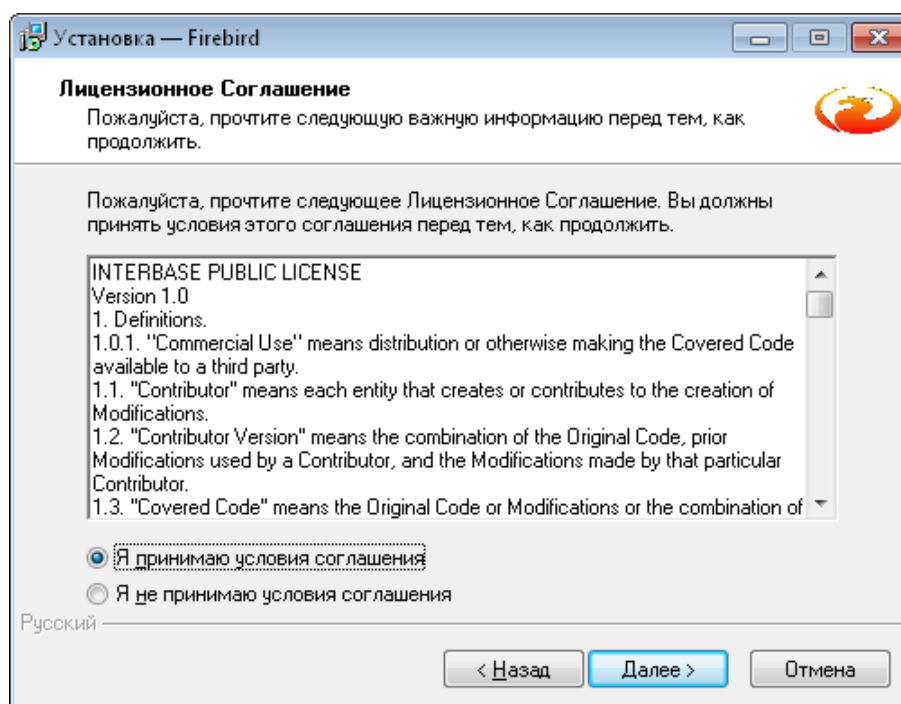 Установка — Firebird
Лицензионное Соглашение
Пожалуйста, прочтите следующую важную информацию перед тем, как
продолжить.
Пожалуйста, прочтите следующее Лицензионное Соглашение. Вы должны
принять условия этого соглашения перед тем, как продолжить.
INTERBASE PUBLIC LICENSE
Version 1.0
1. Definitions.
1.0.1. "Commercial Use" means distribution or otherwise making the Covered Code
available to a third party.
1.1. "Contributor" means each entity that creates or contributes to the creation of
Modifications.
1.2. "Contributor Version" means the combination of the Original Code, prior
Modifications used by a Contributor, and the Modifications made by that particular
Contributor.
1.3. "Covered Code" means the Original Code or Modifications or the combination of
Я принимаю условия соглашения
Я не принимаю условия соглашения
Русский
< Назад
Далее >
Отмена